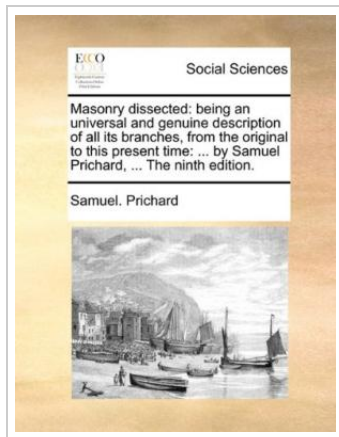 ECCO
Social Sciences
Masonry dissected: being an
universal and genuine description
of all its branches, from the original
to this present time: ... by Samuel
Prichard, ... The ninth edition.
Samuel. Prichard